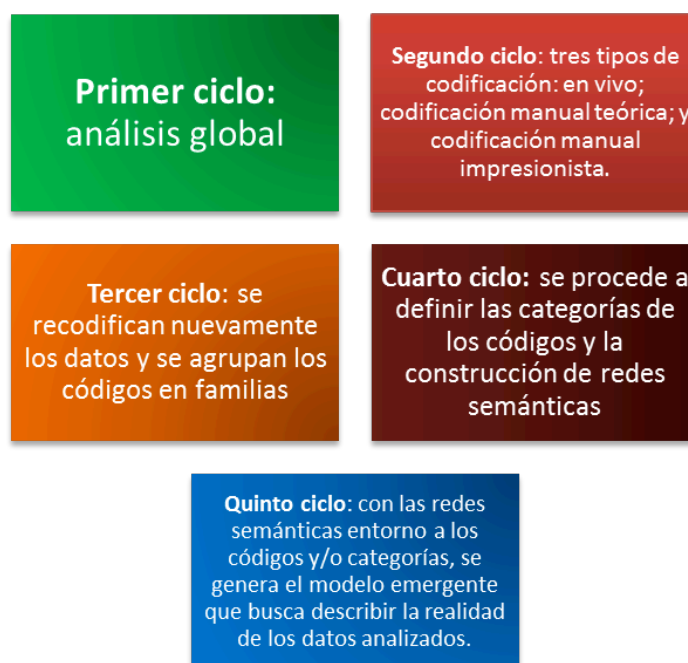 Primer ciclo:
análisis global
Segundo ciclo: tres tipos de
codificación: en vivo;
codificación manual teórica; y
codificación manual
impresionista.
Tercer ciclo: se
recodifican nuevamente
los datos y se agrupan los
códigos en familias
Cuarto ciclo: se procede a
definir las categorías de
los códigos y la
construcción de redes
semánticas
Quinto ciclo: con las redes
semánticas entorno a los
códigos y/o categorías, se
genera el modelo emergente
que busca describir la realidad
de los datos analizados.